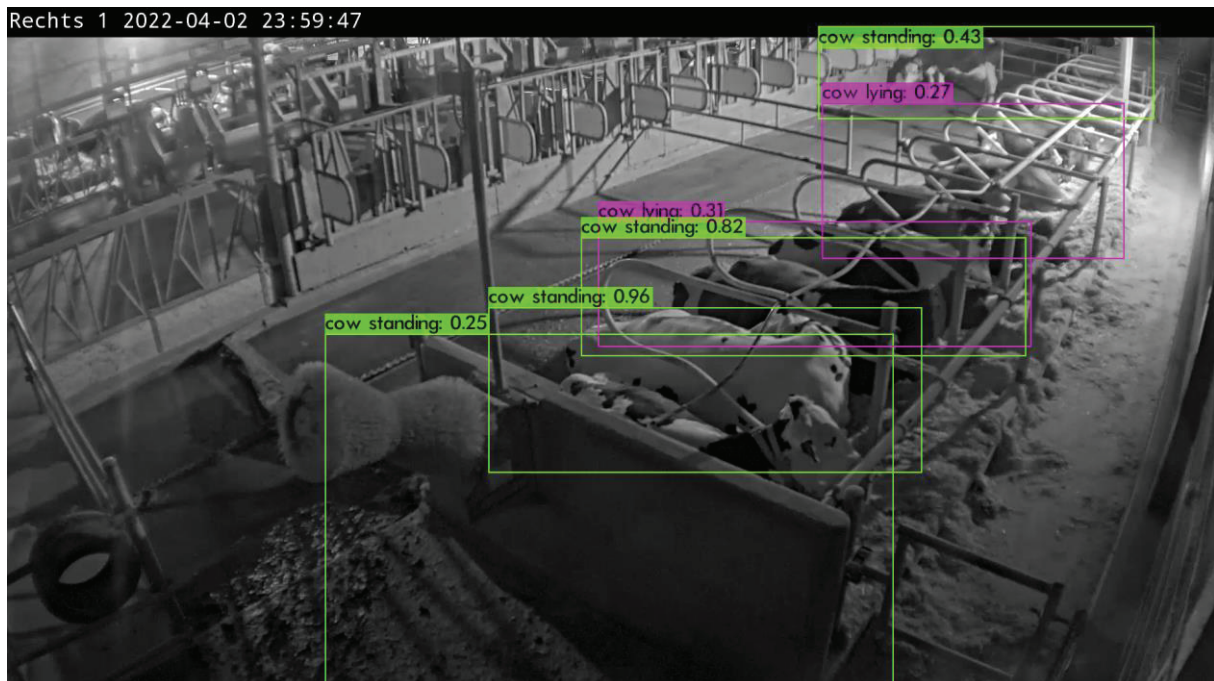 Rechts 1 2022-04-02 23:59:47
cow standing: 0.43
cow lying: 0.27
cow lying: 0.31
cow standing: 0.82
cow standing: 0.96
cow standing: 0.25